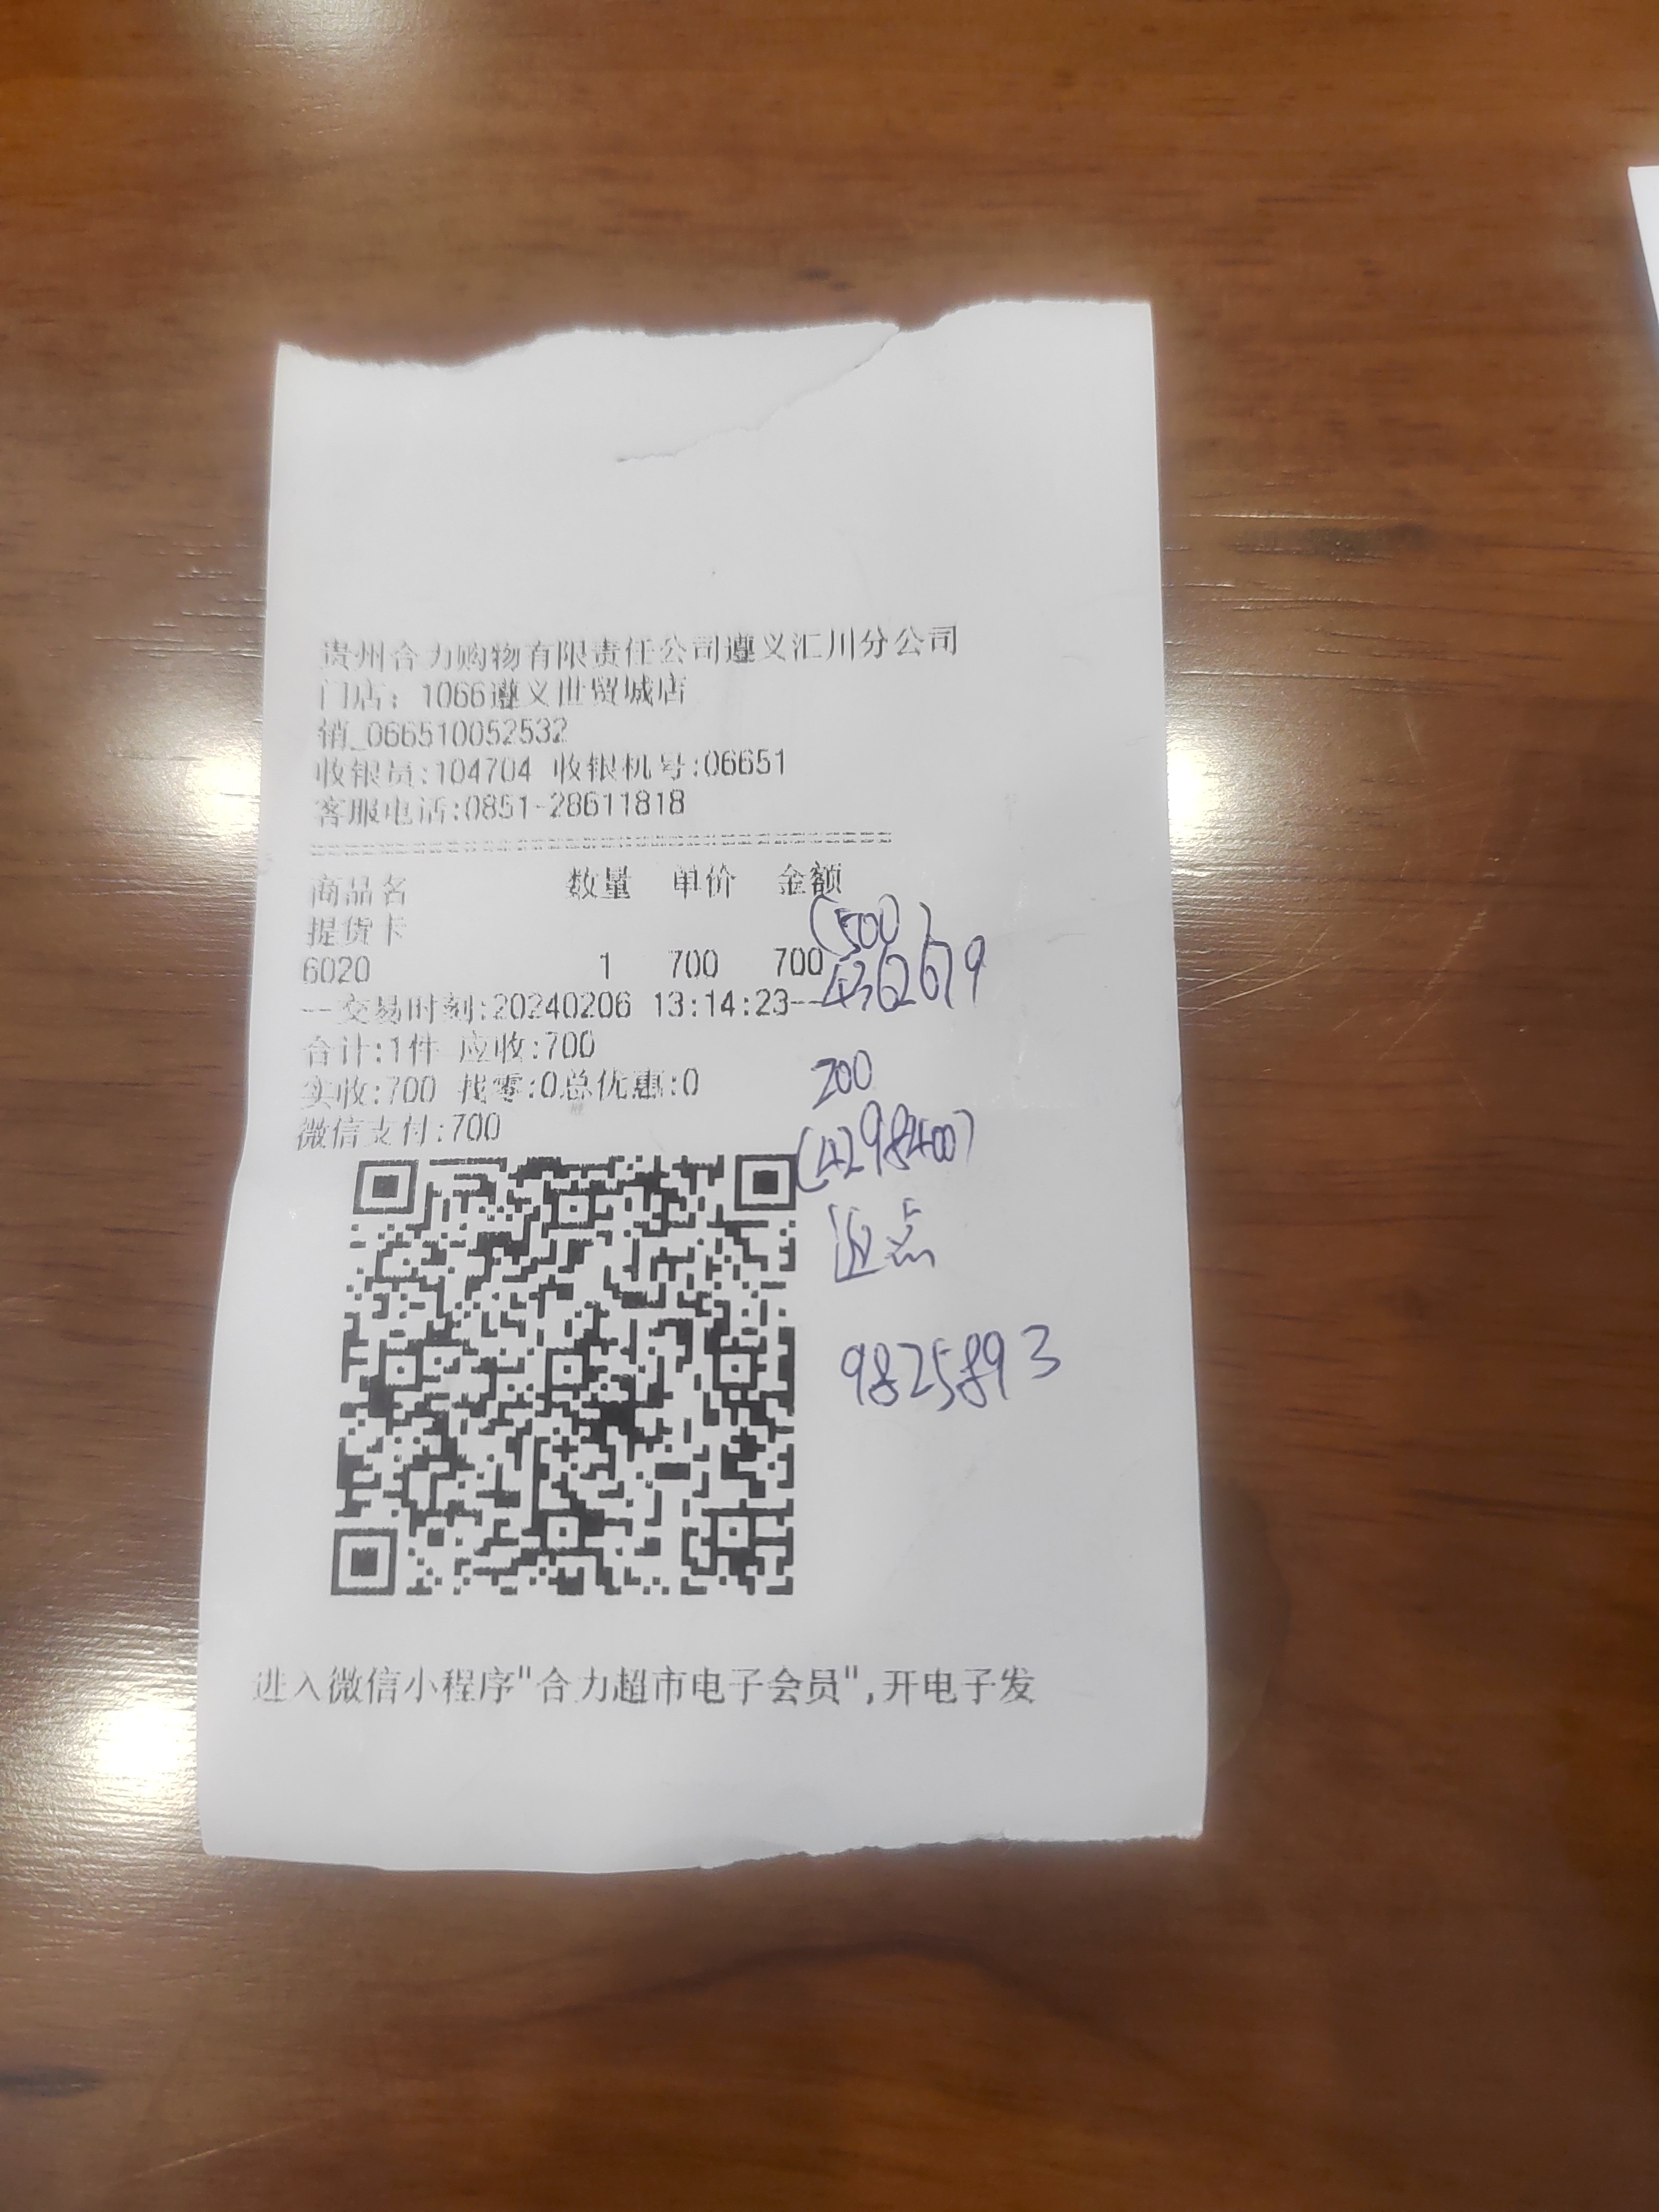 贵州合力购物有限责任公司遵义汇川分公司
门店：1066遵义世贸城店
销_066510052532
收银员:104704 收银机号:06651
客服电话:0851-28611818
商品名 数量 单价 金额
提货卡
(500)
6020 1 700 700
4362679
--交易时刻:20240206 13:14:23--
合计:1件 应收:700
实收:700 找零:0总优惠:0
200
微信支付:700
(4298400)
返点
9825893
进入微信小程序"合力超市电子会员",开电子发